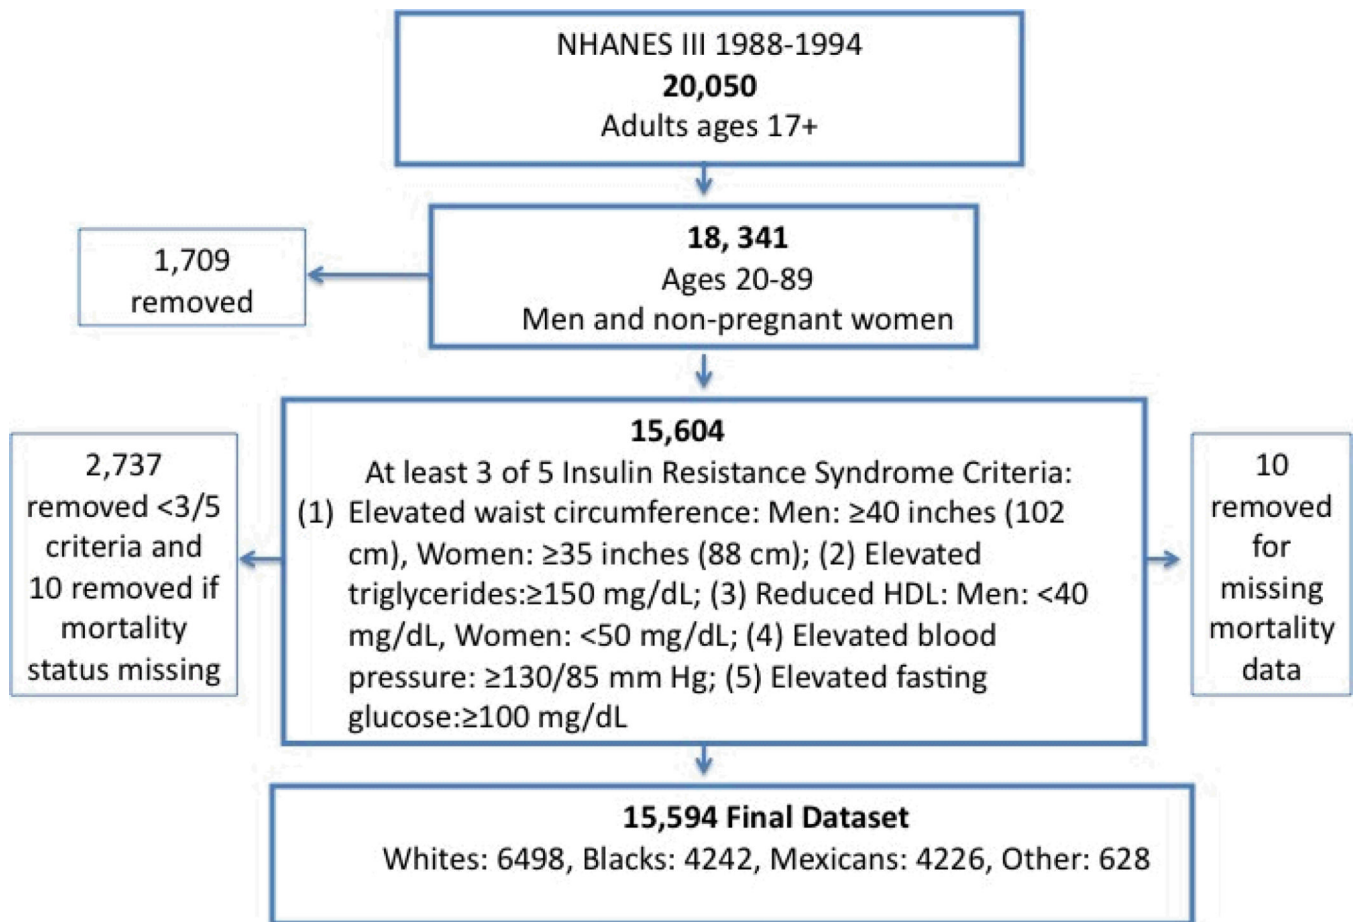 NHANES III 1988-1994
20,050
Adults ages 17+
18, 341
Ages 20-89
Men and non-pregnant women
1,709
removed
15,604
At least 3 of 5 Insulin Resistance Syndrome Criteria:
(1) Elevated waist circumference: Men: ≥40 inches (102
cm), Women: ≥35 inches (88 cm); (2) Elevated
triglycerides:≥150 mg/dL; (3) Reduced HDL: Men: <40
mg/dL, Women: <50 mg/dL; (4) Elevated blood
pressure: ≥130/85 mm Hg; (5) Elevated fasting
glucose:≥100 mg/dL
2,737
removed <3/5
criteria and
10 removed if
mortality
status missing
10
removed
for
missing
mortality
data
15,594 Final Dataset
Whites: 6498, Blacks: 4242, Mexicans: 4226, Other: 628